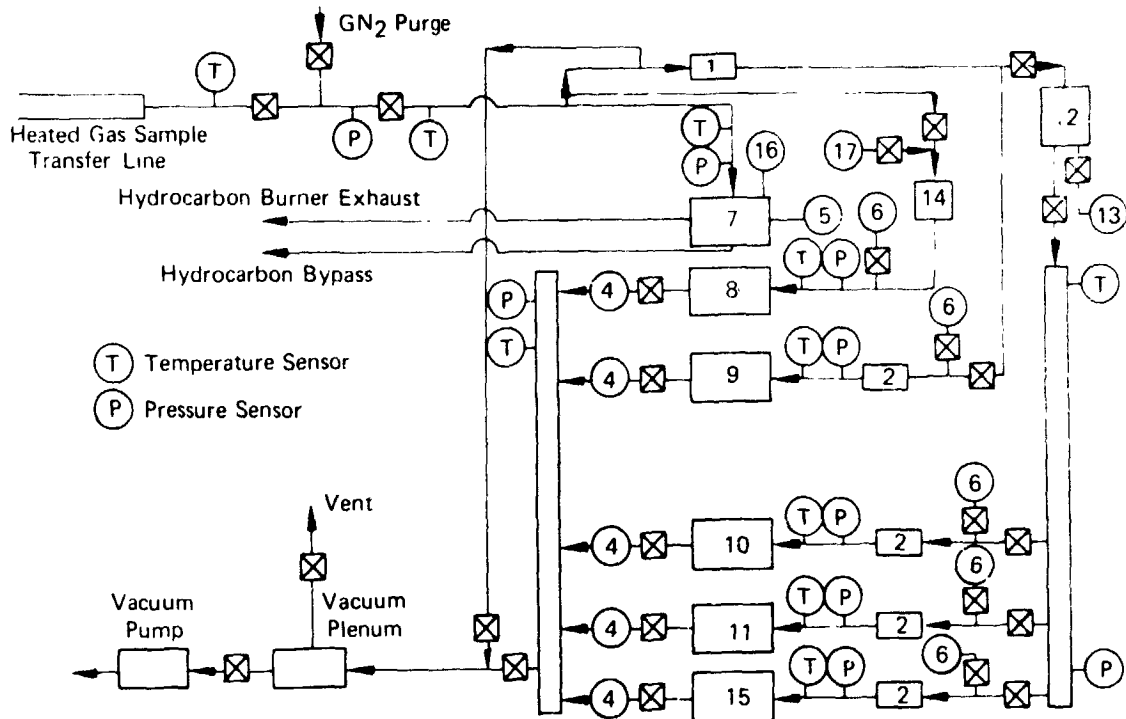 GN2 Purge
T
1
P
T
Heated Gas Sample
Transfer Line
T
P
16
17
14
.2
13
Hydrocarbon Burner Exhaust
7
5
6
Hydrocarbon Bypass
T P
P
4
8
6
T
T
T Temperature Sensor
4
9
T P
2
P Pressure Sensor
Vent
6
4
10
T P
2
6
Vacuum
Pump
Vacuum
Plenum
4
11
T P
2
6
P
4
15
T P
2